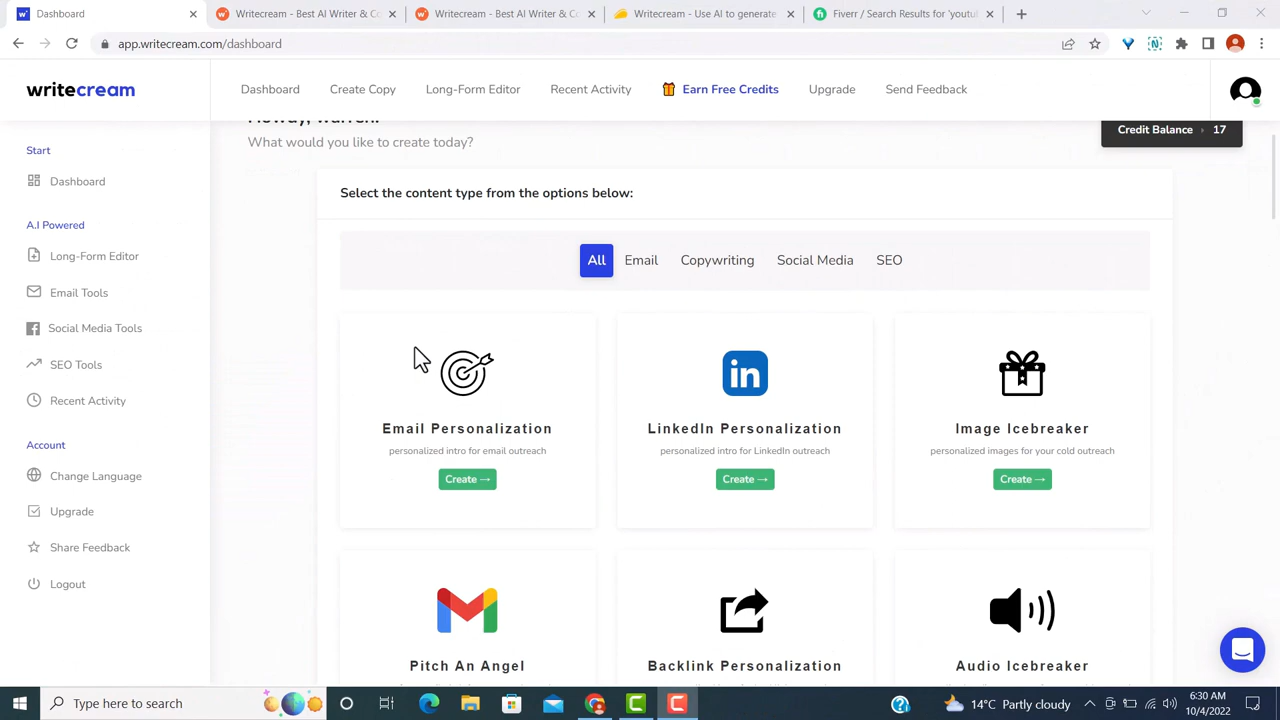 Dashboard
Writecream - Best AI Writer & Co
Writecream - Best AI Writer & Co
Writecream - Use AI to generate
Fiverr / Search Results for 'youtu
app.writecream.com/dashboard
writecream
Dashboard
Create Copy
Long-Form Editor
Recent Activity
Earn Free Credits
Upgrade
Send Feedback
Start
Dashboard
A.I Powered
Long-Form Editor
Email Tools
Social Media Tools
SEO Tools
Recent Activity
Account
Change Language
Upgrade
Share Feedback
Logout
Howdy, warren!
What would you like to create today?
Credit Balance 17
Select the content type from the options below:
All
Email
Copywriting
Social Media
SEO
Email Personalization
personalized intro for email outreach
Create →
LinkedIn Personalization
personalized intro for LinkedIn outreach
Create →
Image Icebreaker
personalized images for your cold outreach
Create →
Pitch An Angel
Backlink Personalization
Audio Icebreaker
Type here to search
14°C Partly cloudy
6:30 AM
10/4/2022